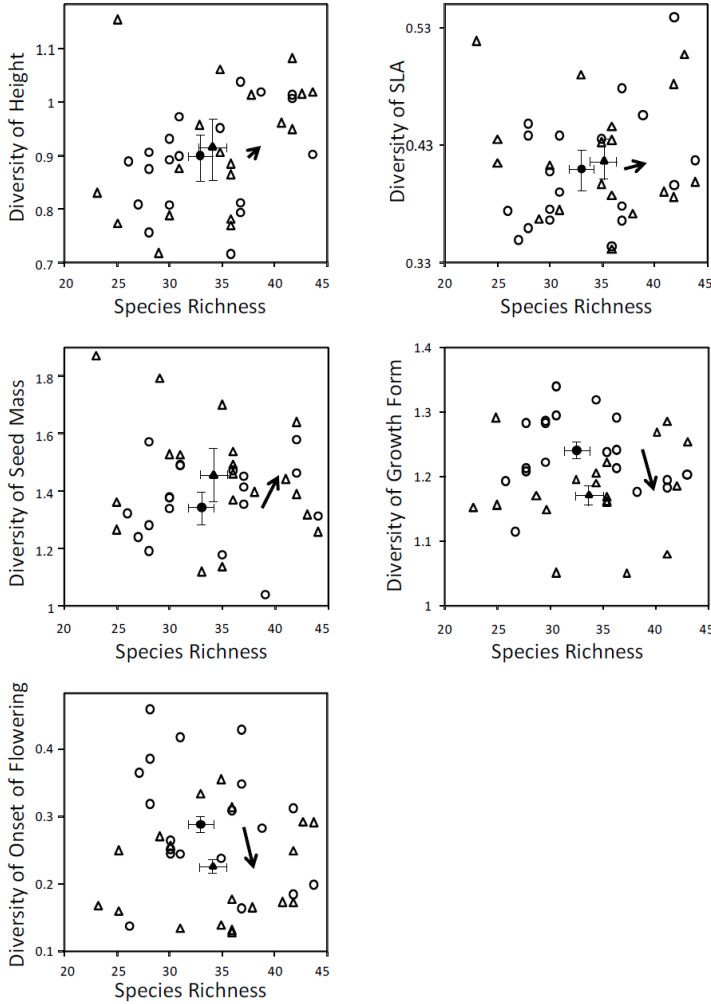 Diversity of Height
1.1
1
0.9
0.8
0.7
20 25 30 35 40 45
Species Richness
Diversity of SLA
0.53
0.43
0.33
20 25 30 35 40 45
Species Richness
Diversity of Seed Mass
1.8
1.6
1.4
1.2
1
20 25 30 35 40 45
Species Richness
Diversity of Growth Form
1.4
1.3
1.2
1.1
1
20 25 30 35 40 45
Species Richness
Diversity of Onset of Flowering
0.4
0.3
0.2
0.1
20 25 30 35 40 45
Species Richness